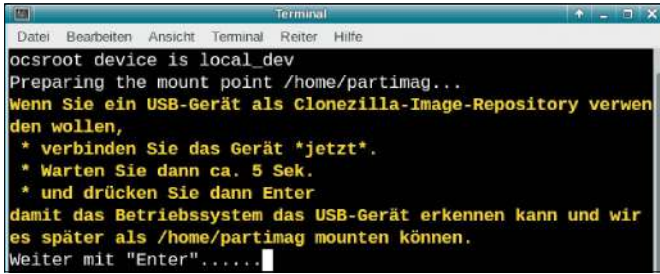 Terminal
Datei Bearbeiten Ansicht Terminal Reiter Hilfe
ocsroot device is local_dev
Preparing the mount point /home/partimag...
Wenn Sie ein USB-Gerät als Clonezilla-Image-Repository verwen
den wollen,
* verbinden Sie das Gerät *jetzt*.
* Warten Sie dann ca. 5 Sek.
* und drücken Sie dann Enter
damit das Betriebssystem das USB-Gerät erkennen kann und wir
es später als /home/partimag mounten können.
Weiter mit "Enter"......